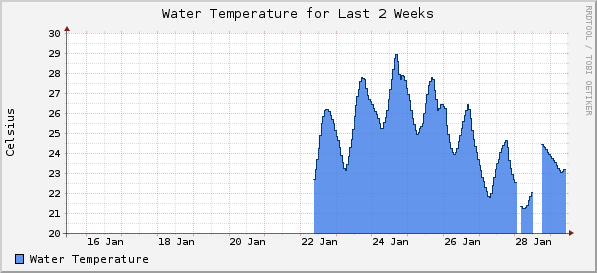 Water Temperature for Last 2 Weeks
RRDTOOL / TOBI OETIKER
Celsius
30
29
28
27
26
25
24
23
22
21
20
16 Jan 18 Jan 20 Jan 22 Jan 24 Jan 26 Jan 28 Jan
Water Temperature